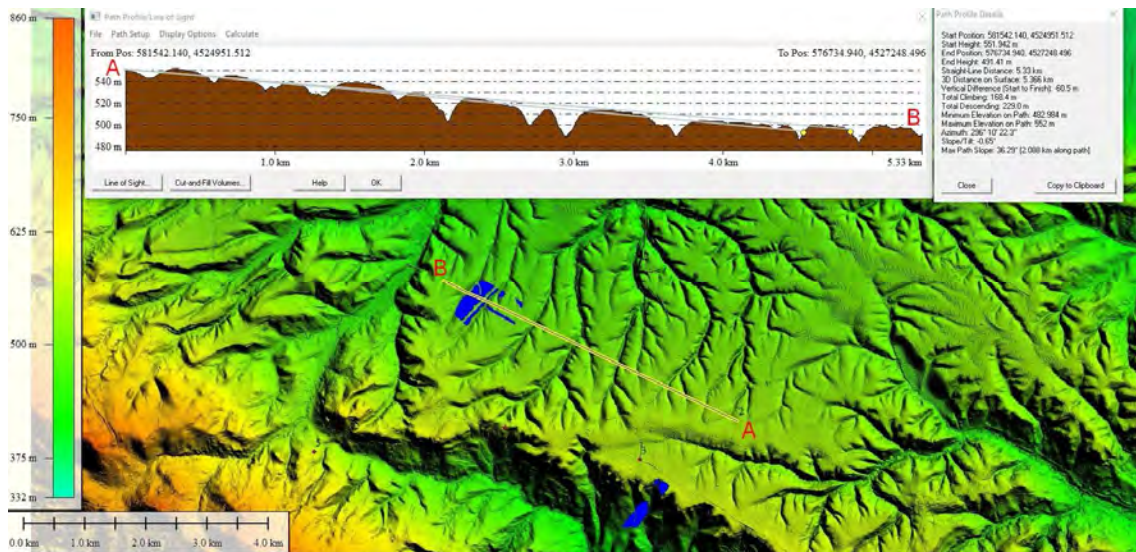 860 m
750 m
625 m
500 m
375 m
332 m
0.0 km 1.0 km 2.0 km 3.0 km 4.0 km
Path Profile/Line of Sight
File Path Setup Display Options Calculate
From Pos: 581542.140, 4524951.512 To Pos: 576734.940, 4527248.496
A
B
540 m
520 m
500 m
480 m
1.0 km 2.0 km 3.0 km 4.0 km 5.33 km
Line of Sight... Cut-and-Fill Volumes... Help OK
Path Profile Details
Start Position: 581542.140, 4524951.512
Start Height: 551.942 m
End Position: 576734.940, 4527248.496
End Height: 491.41 m
Straight-Line Distance: 5.33 km
3D Distance on Surface: 5.366 km
Vertical Difference (Start to Finish): -60.5 m
Total Climbing: 168.4 m
Total Descending: 229.0 m
Minimum Elevation on Path: 482.984 m
Maximum Elevation on Path: 552 m
Azimuth: 296° 10' 22.3"
Slope/Tilt: -0.65°
Max Path Slope: 36.29° [2.088 km along path]
Close Copy to Clipboard
B
A